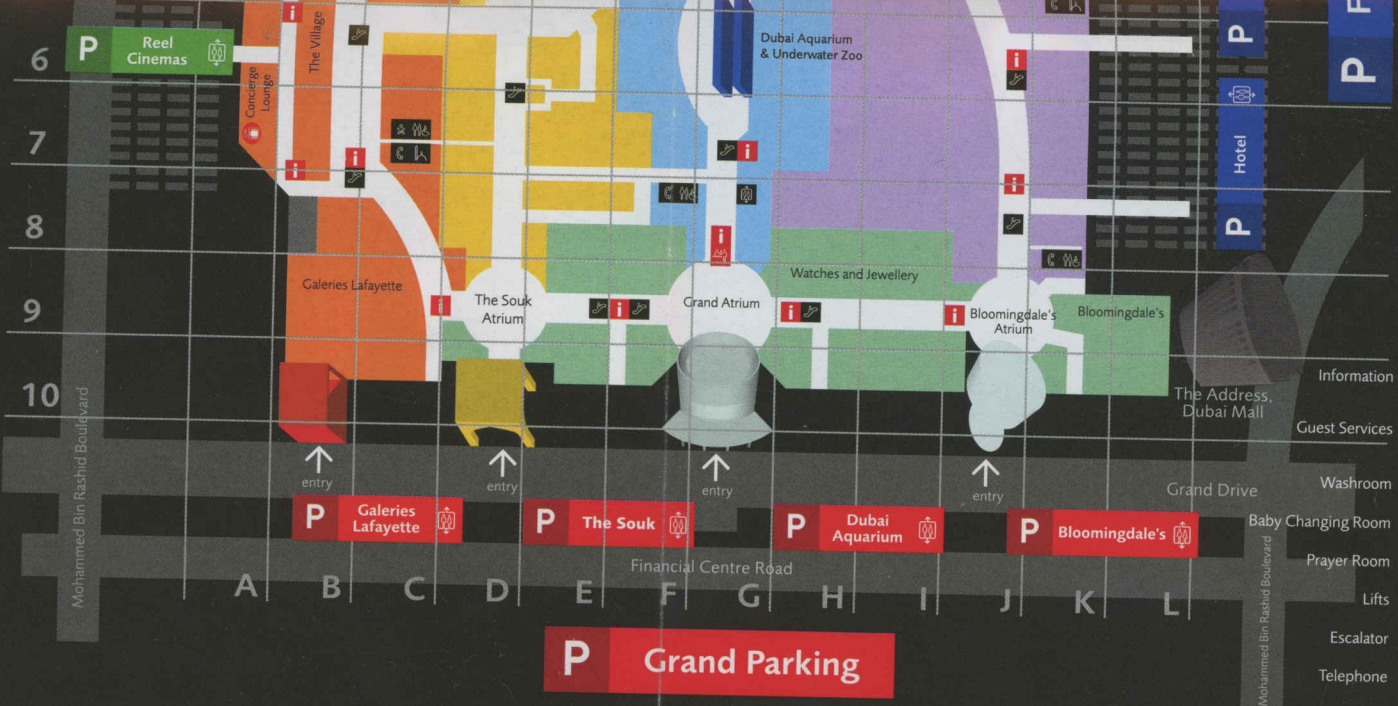 6
P Reel
Cinemas
The Village
Concierge
Lounge
i
Dubai Aquarium
& Underwater Zoo
i
P
P
P
7
i
i
i
i
Hotel
8
i
P
Galeries Lafayette
Watches and Jewellery
9
i
The Souk
Atrium
i
Grand Atrium
i
i
Bloomingdale's
Atrium
Bloomingdale's
10
The Address,
Dubai Mall
Information
Guest Services
Washroom
Baby Changing Room
Prayer Room
Lifts
Escalator
Telephone
entry
entry
entry
entry
Grand Drive
P Galeries
Lafayette
P The Souk
P Dubai
Aquarium
P Bloomingdale's
Mohammed Bin Rashid Boulevard
Financial Centre Road
Mohammed Bin Rashid Boulevard
A B C D E F G H I J K L
P Grand Parking